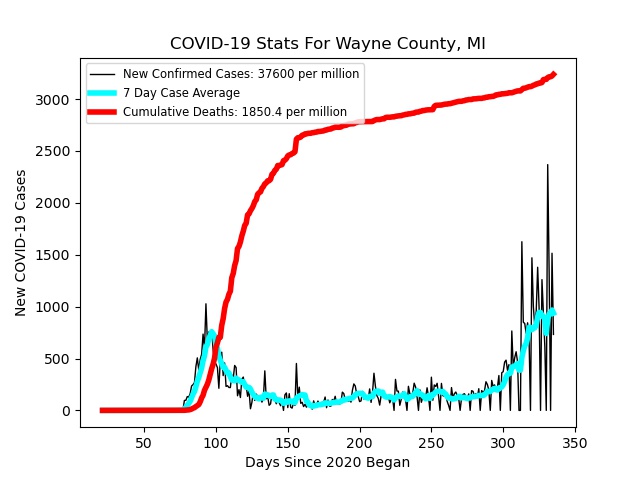 COVID-19 Stats For Wayne County, MI
New Confirmed Cases: 37600 per million
7 Day Case Average
Cumulative Deaths: 1850.4 per million
New COVID-19 Cases
3000
2500
2000
1500
1000
500
0
50 100 150 200 250 300 350
Days Since 2020 Began